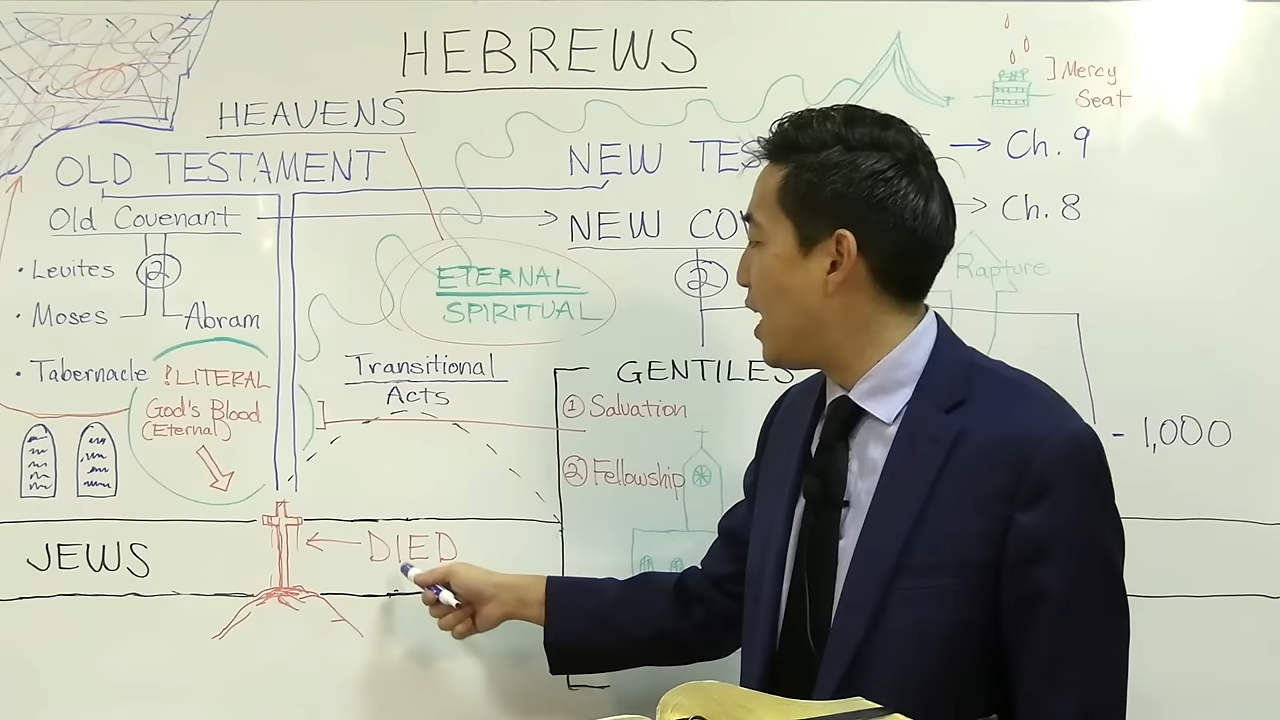 HEBREWS
Mercy
Seat
HEAVENS
OLD TESTAMENT
NEW TES
→ Ch. 9
Old Covenant
NEW COV
→ Ch. 8
· Levites
②
②
ETERNAL
SPIRITUAL
Rapture
· Moses
Abram
· Tabernacle
! LITERAL
God's Blood
(Eternal)
Transitional
Acts
GENTILES
① Salvation
② Fellowship
- 1,000
JEWS
← DIED